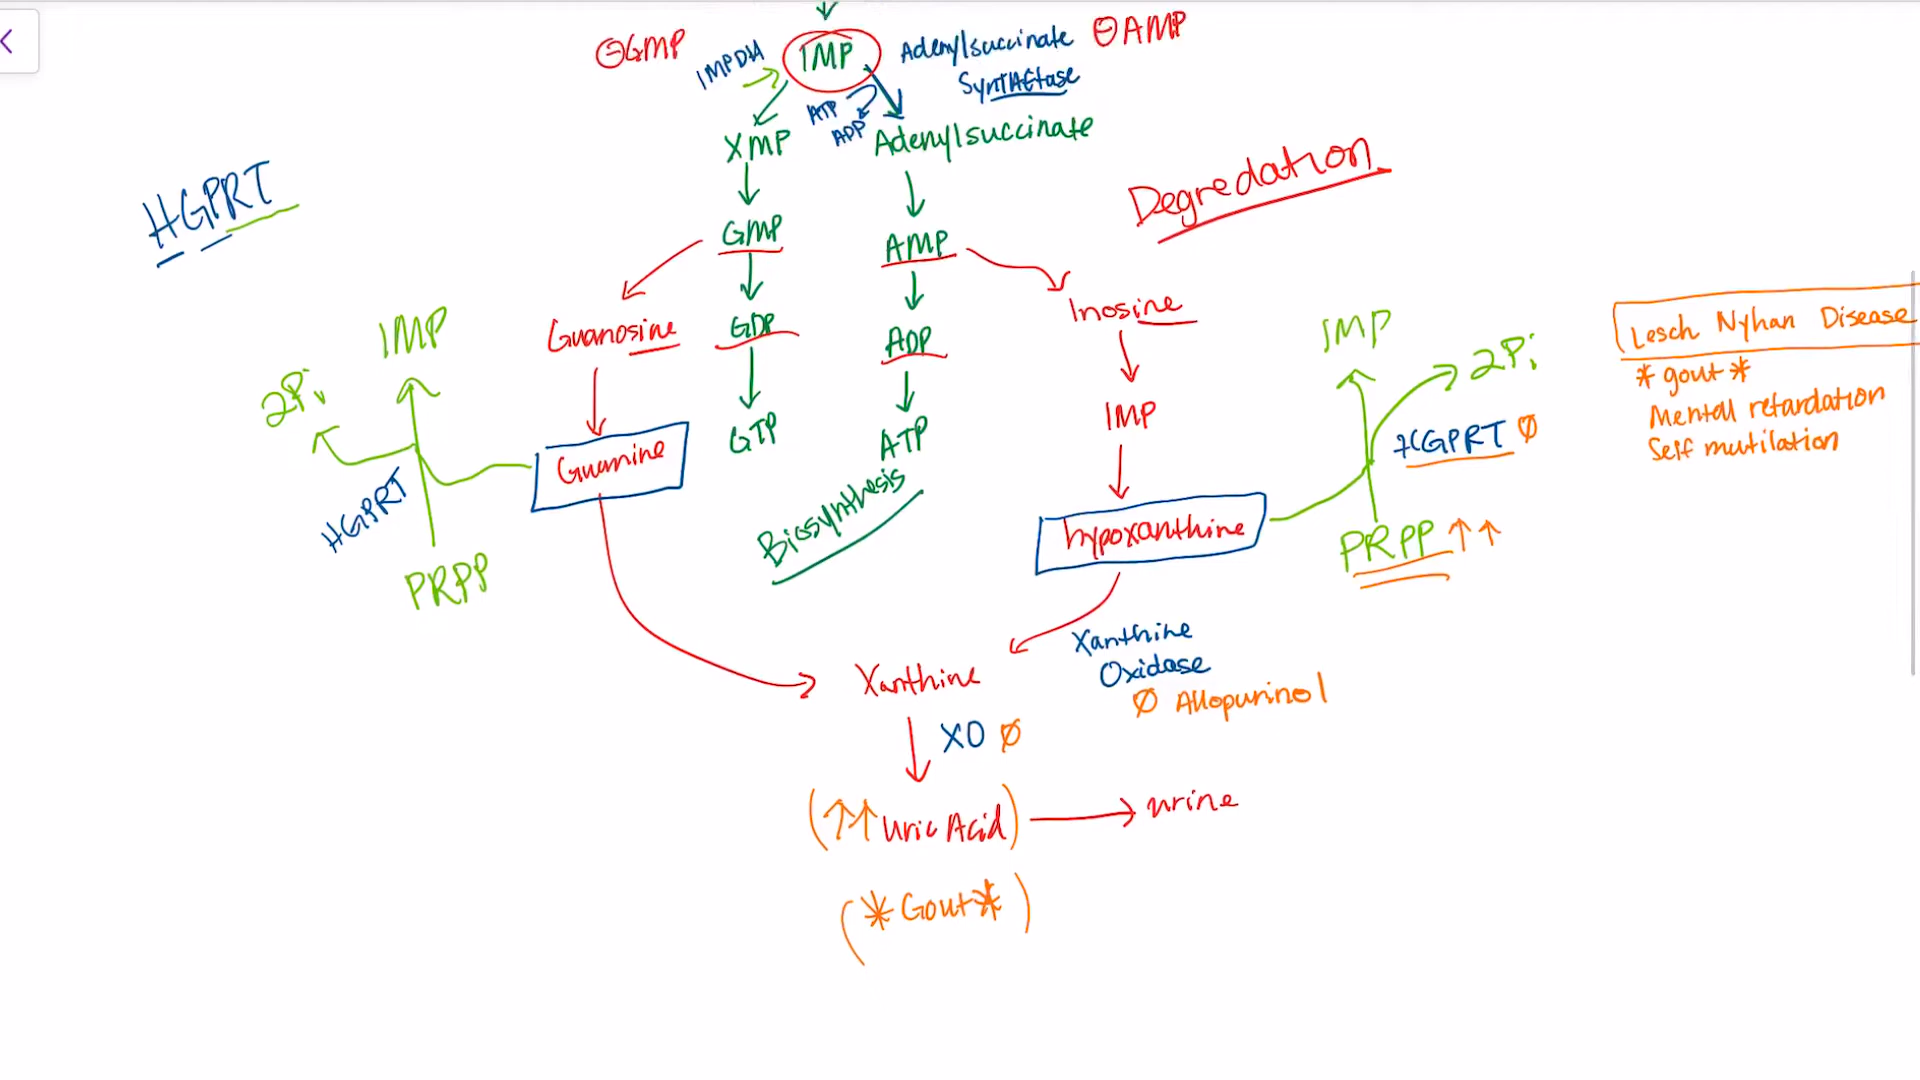 ⊖GMP
IMPDH
IMP
Adenylsuccinate
SynTHEtase
⊖AMP
ATP
ADP
XMP
Adenylsuccinate
Degredation
HGPRT
GMP
AMP
Guanosine
GDP
ADP
Inosine
IMP
2Pi
HGPRT
PRPP
Guanine
GTP
ATP
Biosynthesis
IMP
hypoxanthine
IMP
2Pi
HGPRT Ø
PRPP ↑↑
Lesch Nyhan Disease
* gout *
Mental retardation
Self mutilation
Xanthine
Xanthine
Oxidase
Ø Allopurinol
XO Ø
(↑↑ Uric Acid)
urine
(* Gout *)